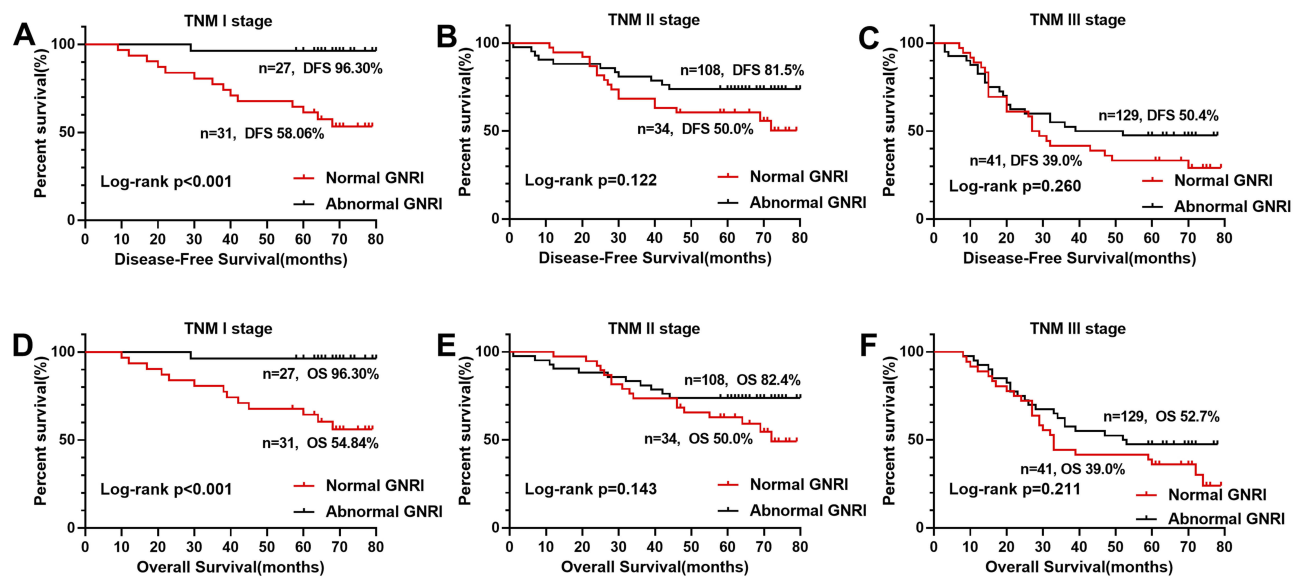 A
TNM I stage
Percent survival(%)
100
50
0
n=27, DFS 96.30%
n=31, DFS 58.06%
Log-rank p<0.001
Normal GNRI
Abnormal GNRI
0 10 20 30 40 50 60 70 80
Disease-Free Survival(months)
B
TNM II stage
Percent survival(%)
100
50
0
n=108, DFS 81.5%
n=34, DFS 50.0%
Log-rank p=0.122
Normal GNRI
Abnormal GNRI
0 10 20 30 40 50 60 70 80
Disease-Free Survival(months)
C
TNM III stage
Percent survival(%)
100
50
0
n=129, DFS 50.4%
n=41, DFS 39.0%
Log-rank p=0.260
Normal GNRI
Abnormal GNRI
0 10 20 30 40 50 60 70 80
Disease-Free Survival(months)
D
TNM I stage
Percent survival(%)
100
50
0
n=27, OS 96.30%
n=31, OS 54.84%
Log-rank p<0.001
Normal GNRI
Abnormal GNRI
0 10 20 30 40 50 60 70 80
Overall Survival(months)
E
TNM II stage
Percent survival(%)
100
50
0
n=108, OS 82.4%
n=34, OS 50.0%
Log-rank p=0.143
Normal GNRI
Abnormal GNRI
0 10 20 30 40 50 60 70 80
Overall Survival(months)
F
TNM III stage
Percent survival(%)
100
50
0
n=129, OS 52.7%
n=41, OS 39.0%
Log-rank p=0.211
Normal GNRI
Abnormal GNRI
0 10 20 30 40 50 60 70 80
Overall Survival(months)